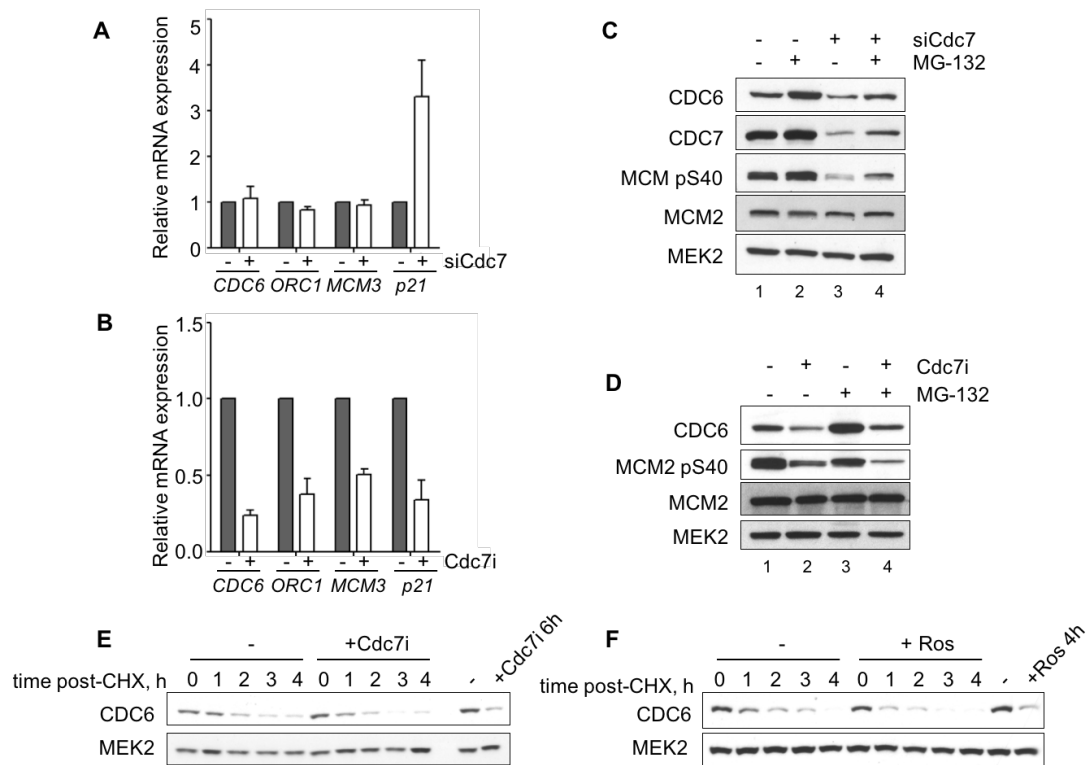 A
Relative mRNA expression
5
4
3
2
1
0
- + - + - + - + siCdc7
CDC6 ORC1 MCM3 p21
B
Relative mRNA expression
1.5
1.0
0.5
0.0
- + - + - + - + Cdc7i
CDC6 ORC1 MCM3 p21
C
- - + + siCdc7
- + - + MG-132
CDC6
CDC7
MCM pS40
MCM2
MEK2
1 2 3 4
D
- + - + Cdc7i
- - + + MG-132
CDC6
MCM2 pS40
MCM2
MEK2
1 2 3 4
E
- +Cdc7i
time post-CHX, h 0 1 2 3 4 0 1 2 3 4 - +Cdc7i 6h
CDC6
MEK2
F
- + Ros
time post-CHX, h 0 1 2 3 4 0 1 2 3 4 - +Ros 4h
CDC6
MEK2